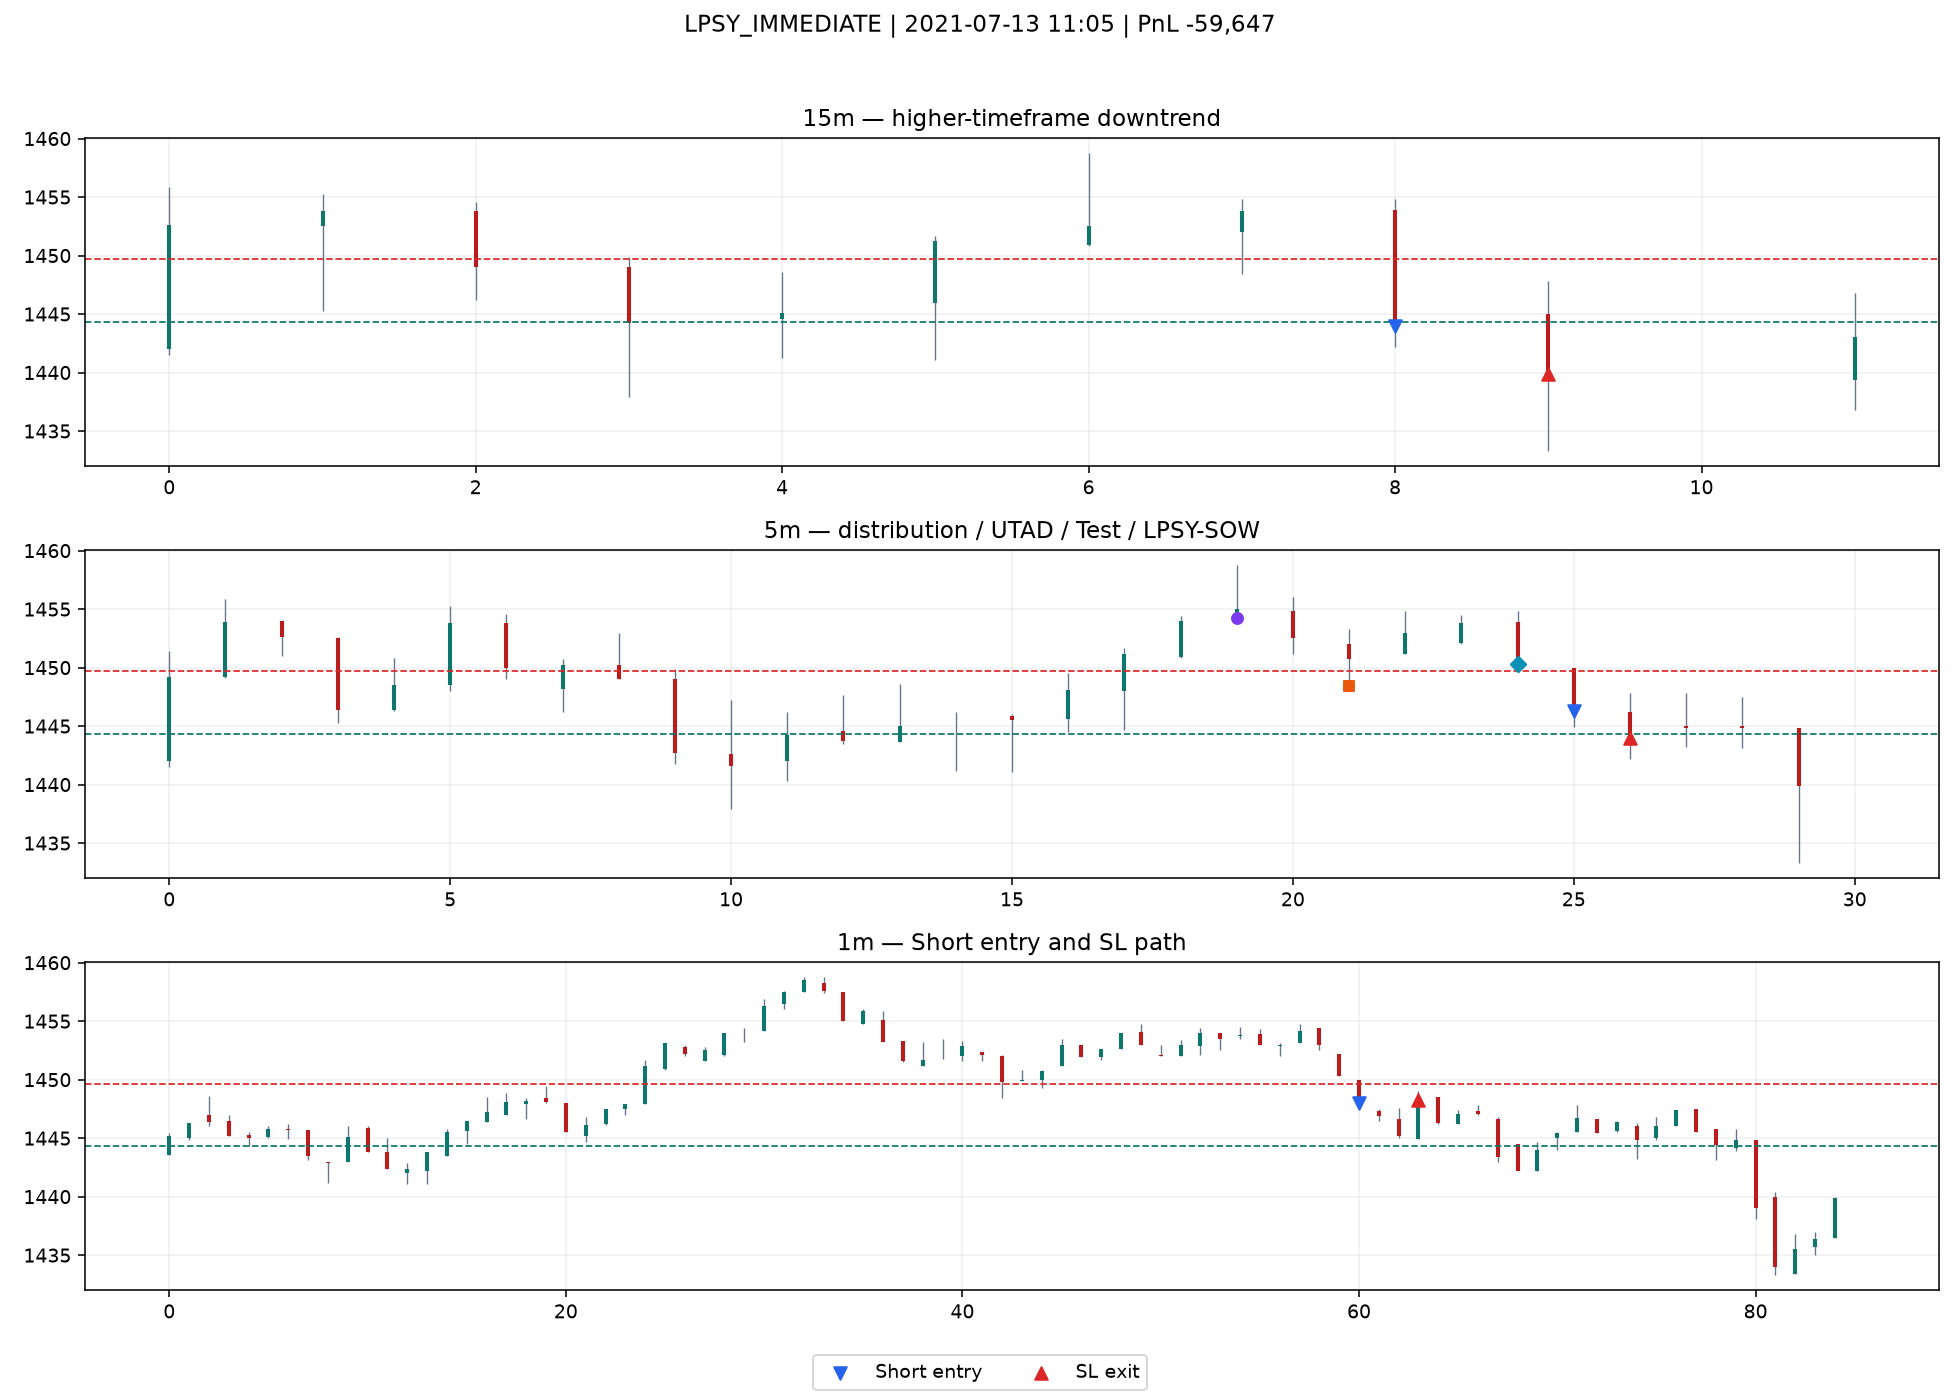 LPSY_IMMEDIATE | 2021-07-13 11:05 | PnL -59,647
15m — higher-timeframe downtrend
1460
1455
1450
1445
1440
1435
0 2 4 6 8 10
5m — distribution / UTAD / Test / LPSY-SOW
1460
1455
1450
1445
1440
1435
0 5 10 15 20 25 30
1m — Short entry and SL path
1460
1455
1450
1445
1440
1435
0 20 40 60 80
Short entry SL exit